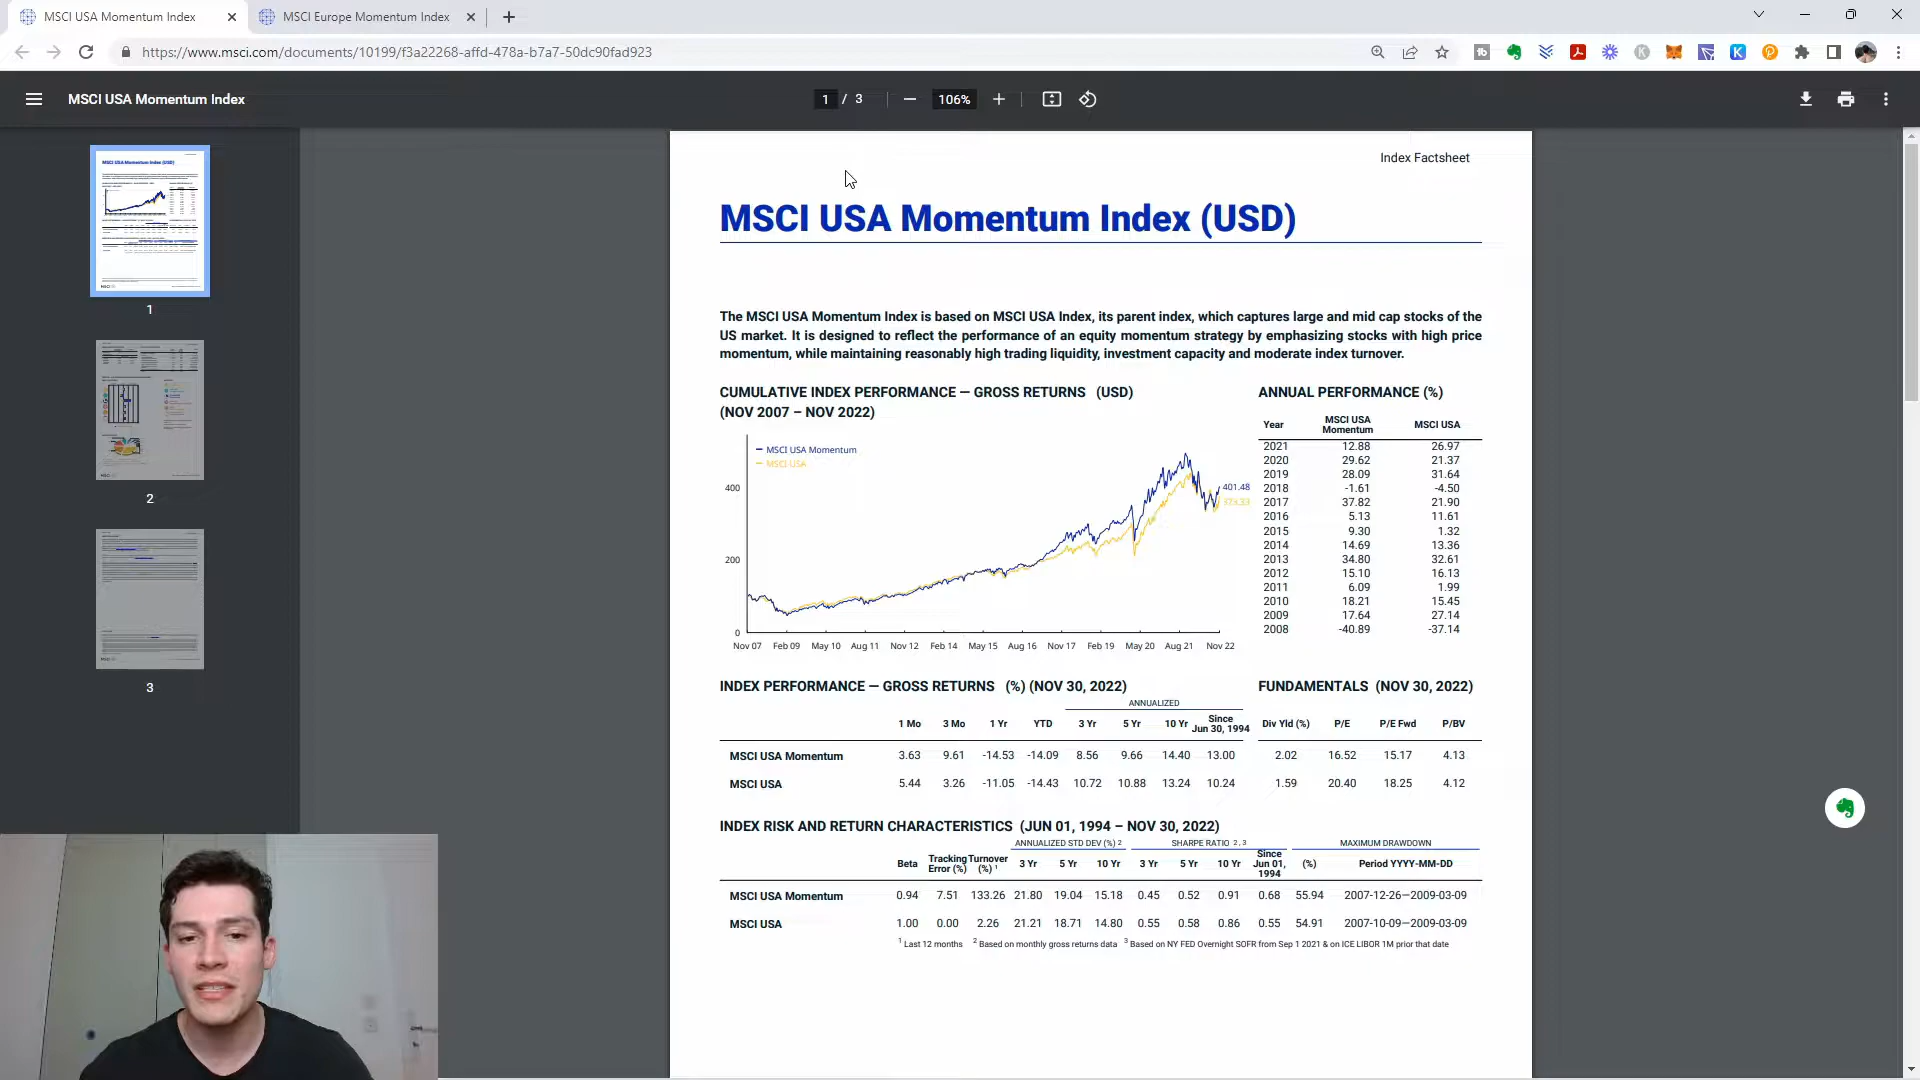 MSCI USA Momentum Index
MSCI Europe Momentum Index
https://www.msci.com/documents/10199/f3a22268-affd-478a-b7a7-50dc90fad923
MSCI USA Momentum Index
1 / 3
106%
1
2
3
Index Factsheet
MSCI USA Momentum Index (USD)
The MSCI USA Momentum Index is based on MSCI USA Index, its parent index, which captures large and mid cap stocks of the
US market. It is designed to reflect the performance of an equity momentum strategy by emphasizing stocks with high price
momentum, while maintaining reasonably high trading liquidity, investment capacity and moderate index turnover.
CUMULATIVE INDEX PERFORMANCE — GROSS RETURNS (USD)
(NOV 2007 – NOV 2022)
MSCI USA Momentum
MSCI USA
400
200
0
401.48
Nov 07 Feb 09 May 10 Aug 11 Nov 12 Feb 14 May 15 Aug 16 Nov 17 Feb 19 May 20 Aug 21 Nov 22
ANNUAL PERFORMANCE (%)
Year MSCI USA Momentum MSCI USA
2021 12.88 26.97
2020 29.62 21.37
2019 28.09 31.64
2018 -1.61 -4.50
2017 37.82 21.90
2016 5.13 11.61
2015 9.30 1.32
2014 14.69 13.36
2013 34.80 32.61
2012 15.10 16.13
2011 6.09 1.99
2010 18.21 15.45
2009 17.64 27.14
2008 -40.89 -37.14
INDEX PERFORMANCE — GROSS RETURNS (%) (NOV 30, 2022)
ANNUALIZED
1 Mo 3 Mo 1 Yr YTD 3 Yr 5 Yr 10 Yr Since Jun 30, 1994
MSCI USA Momentum 3.63 9.61 -14.53 -14.09 8.56 9.66 14.40 13.00
MSCI USA 5.44 3.26 -11.05 -14.43 10.72 10.88 13.24 10.24
FUNDAMENTALS (NOV 30, 2022)
Div Yld (%) P/E P/E Fwd P/BV
2.02 16.52 15.17 4.13
1.59 20.40 18.25 4.12
INDEX RISK AND RETURN CHARACTERISTICS (JUN 01, 1994 – NOV 30, 2022)
ANNUALIZED STD DEV (%) 2 SHARPE RATIO 2,3 MAXIMUM DRAWDOWN
Beta Tracking Error (%) Turnover (%) 1 3 Yr 5 Yr 10 Yr 3 Yr 5 Yr 10 Yr Since Jun 01, 1994 (%) Period YYYY-MM-DD
MSCI USA Momentum 0.94 7.51 133.26 21.80 19.04 15.18 0.45 0.52 0.91 0.68 55.94 2007-12-26—2009-03-09
MSCI USA 1.00 0.00 2.26 21.21 18.71 14.80 0.55 0.58 0.86 0.55 54.91 2007-10-09—2009-03-09
1 Last 12 months 2 Based on monthly gross returns data 3 Based on NY FED Overnight SOFR from Sep 1 2021 & on ICE LIBOR 1M prior that date